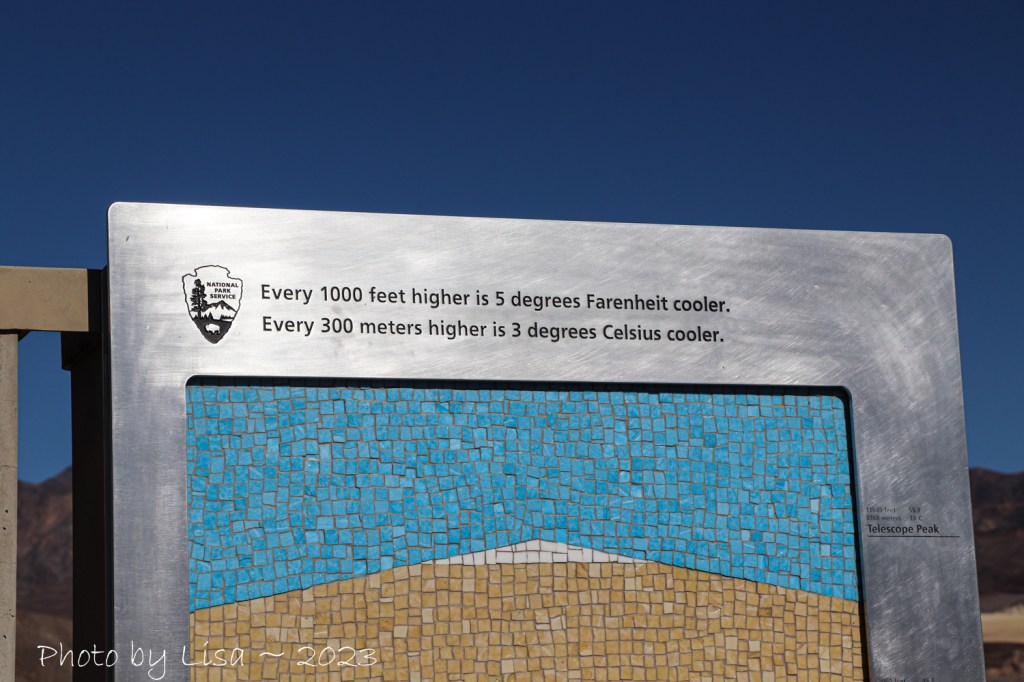 NATIONAL
PARK
SERVICE
Every 1000 feet higher is 5 degrees Farenheit cooler.
Every 300 meters higher is 3 degrees Celsius cooler.
Telescope Peak
Photo by Lisa ~ 2023